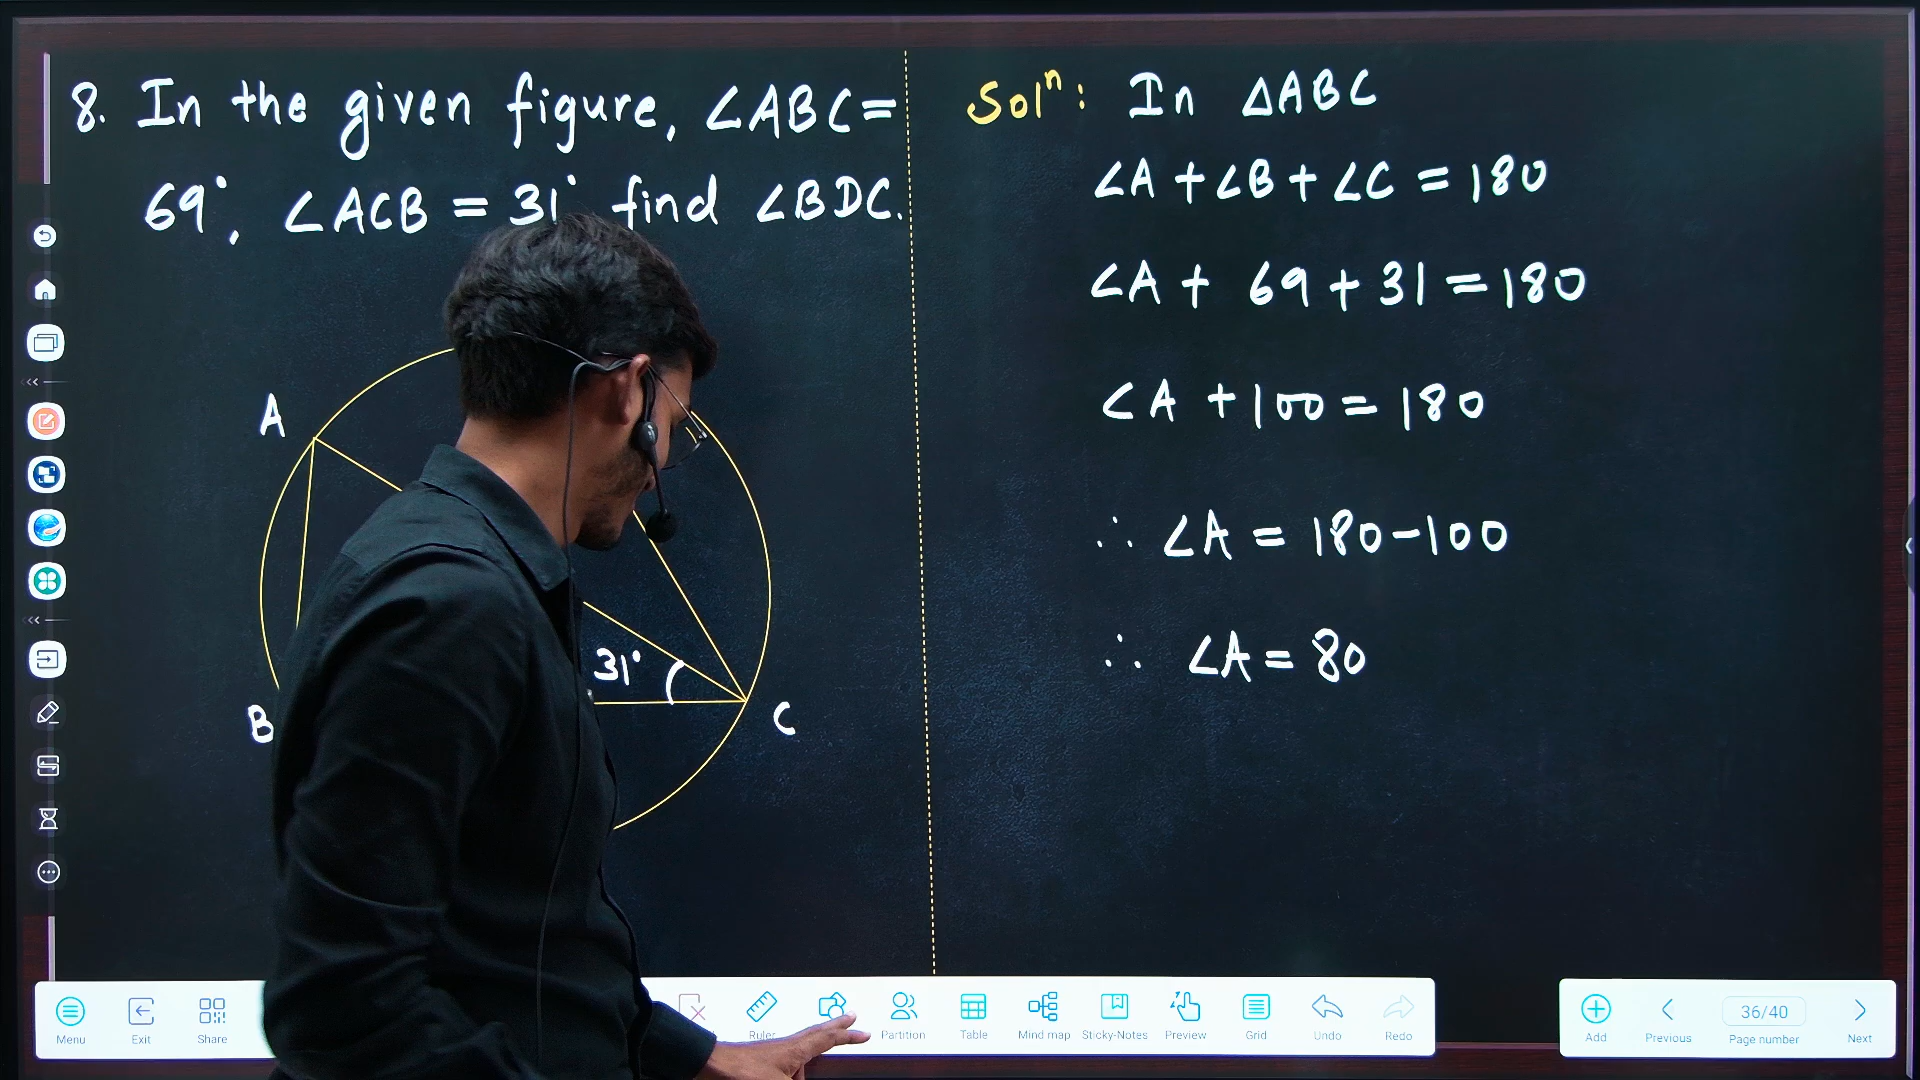 8. In the given figure, ∠ABC=
69°, ∠ACB = 31° find ∠BDC.
A
31°
B
C
Solⁿ: In △ABC
∠A + ∠B + ∠C = 180
∠A + 69 + 31 = 180
∠A + 100 = 180
∴ ∠A = 180 - 100
∴ ∠A = 80
Menu
Exit
Share
Ruler
Partition
Table
Mind map
Sticky-Notes
Preview
Grid
Undo
Redo
Add
Previous
36/40
Page number
Next